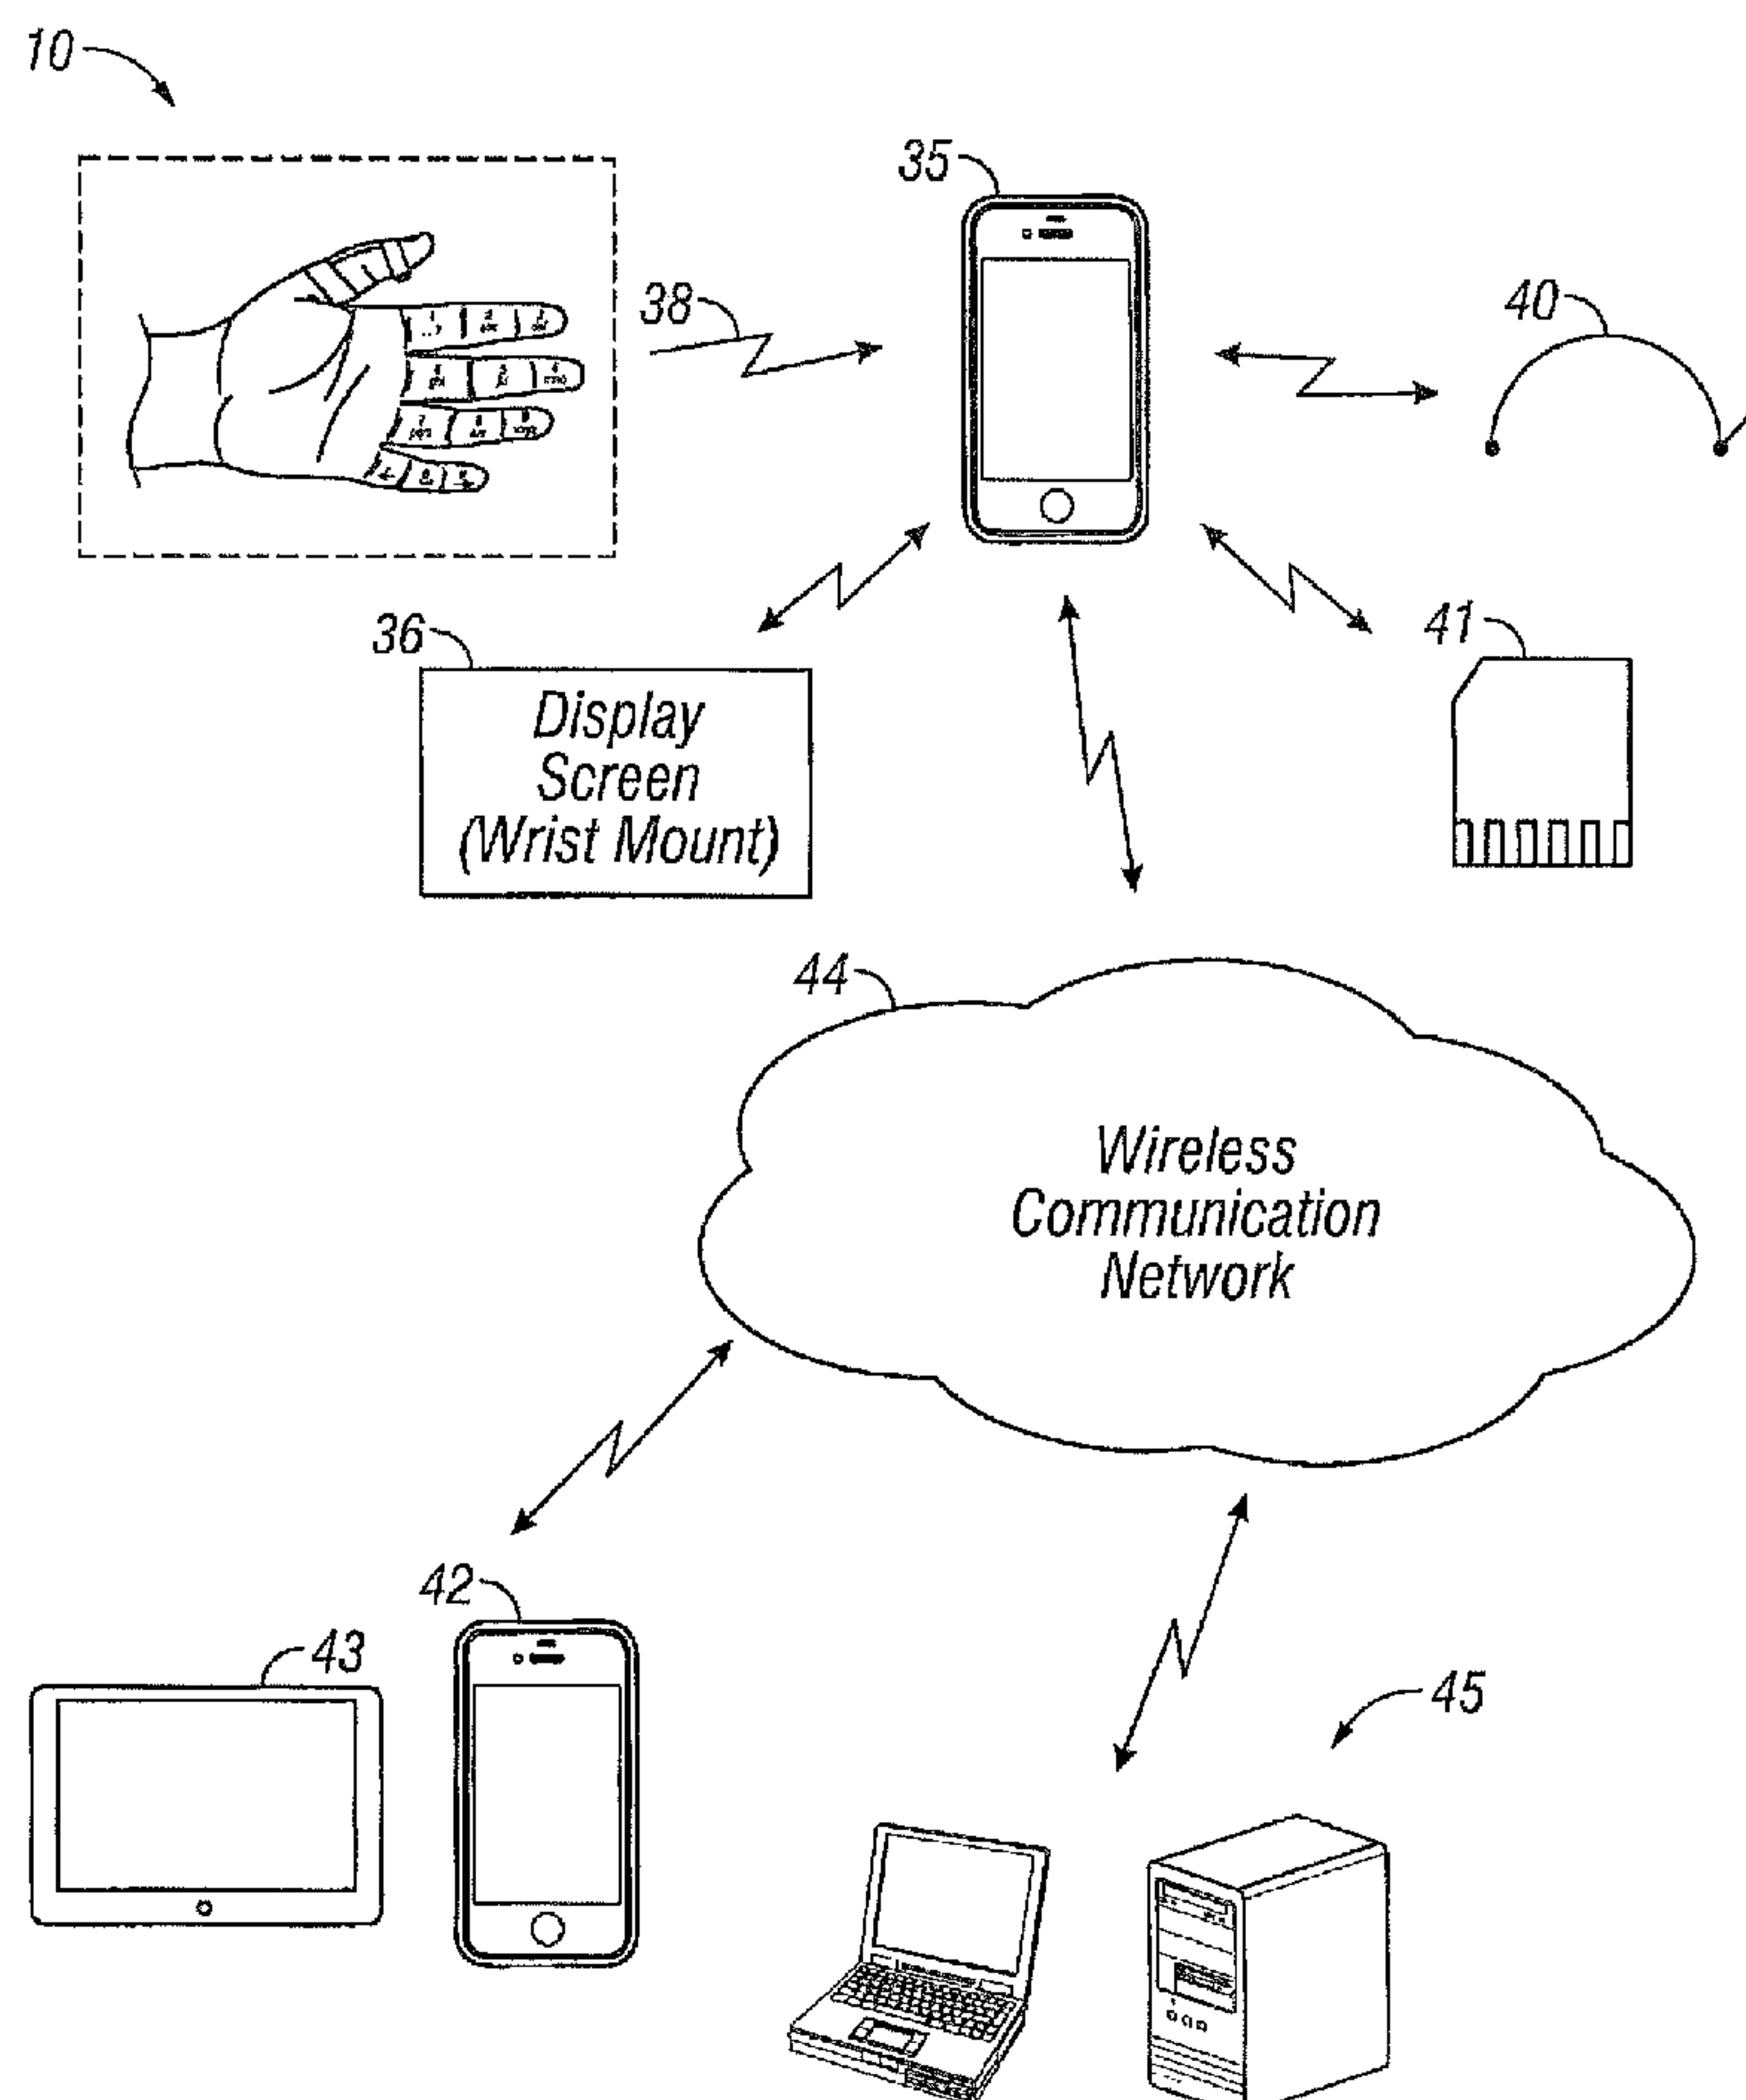 10
35
38
40
36
Display
Screen
(Wrist Mount)
41
44
Wireless
Communication
Network
42
43
45